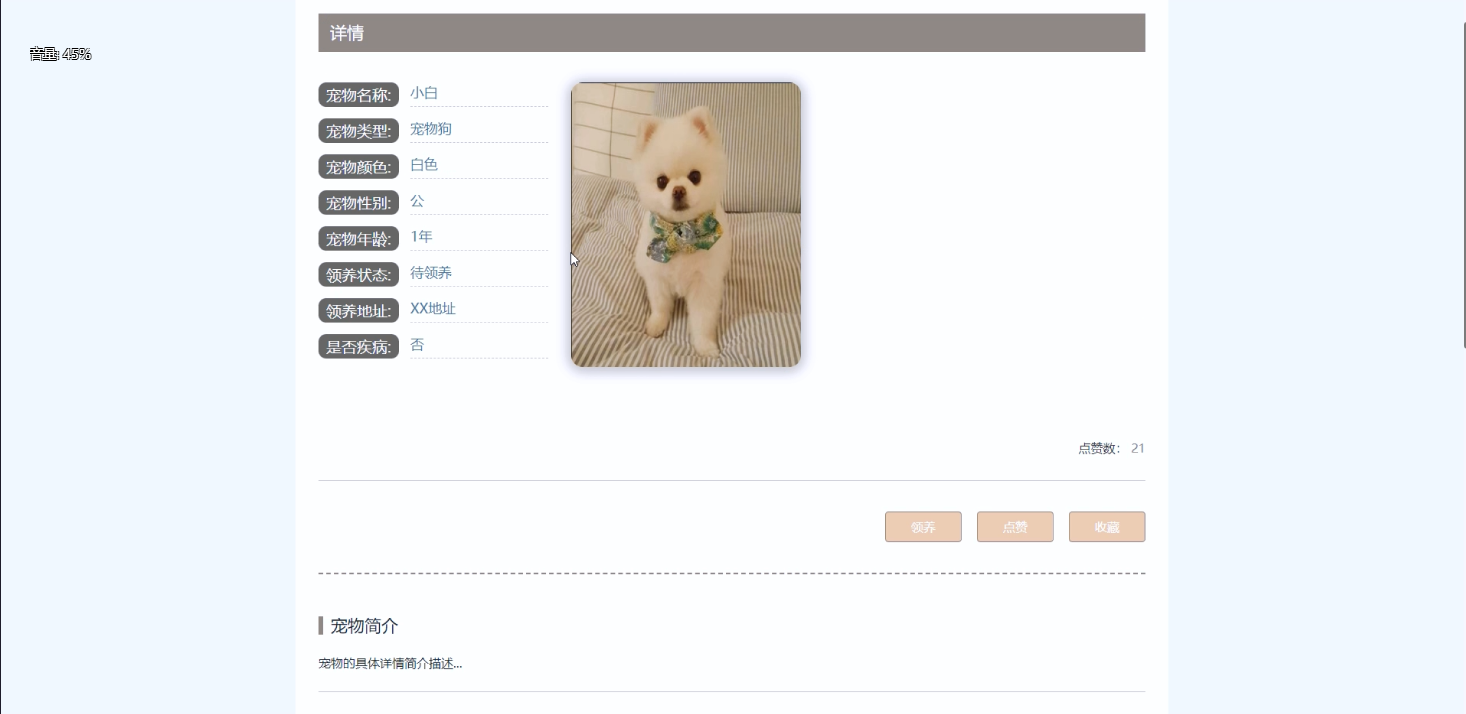 详情
音量: 45%
宠物名称: 小白
宠物类型: 宠物狗
宠物颜色: 白色
宠物性别: 公
宠物年龄: 1年
领养状态: 待领养
领养地址: XX地址
是否疾病: 否
点赞数: 21
领养 点赞 收藏
宠物简介
宠物的具体详情简介描述...